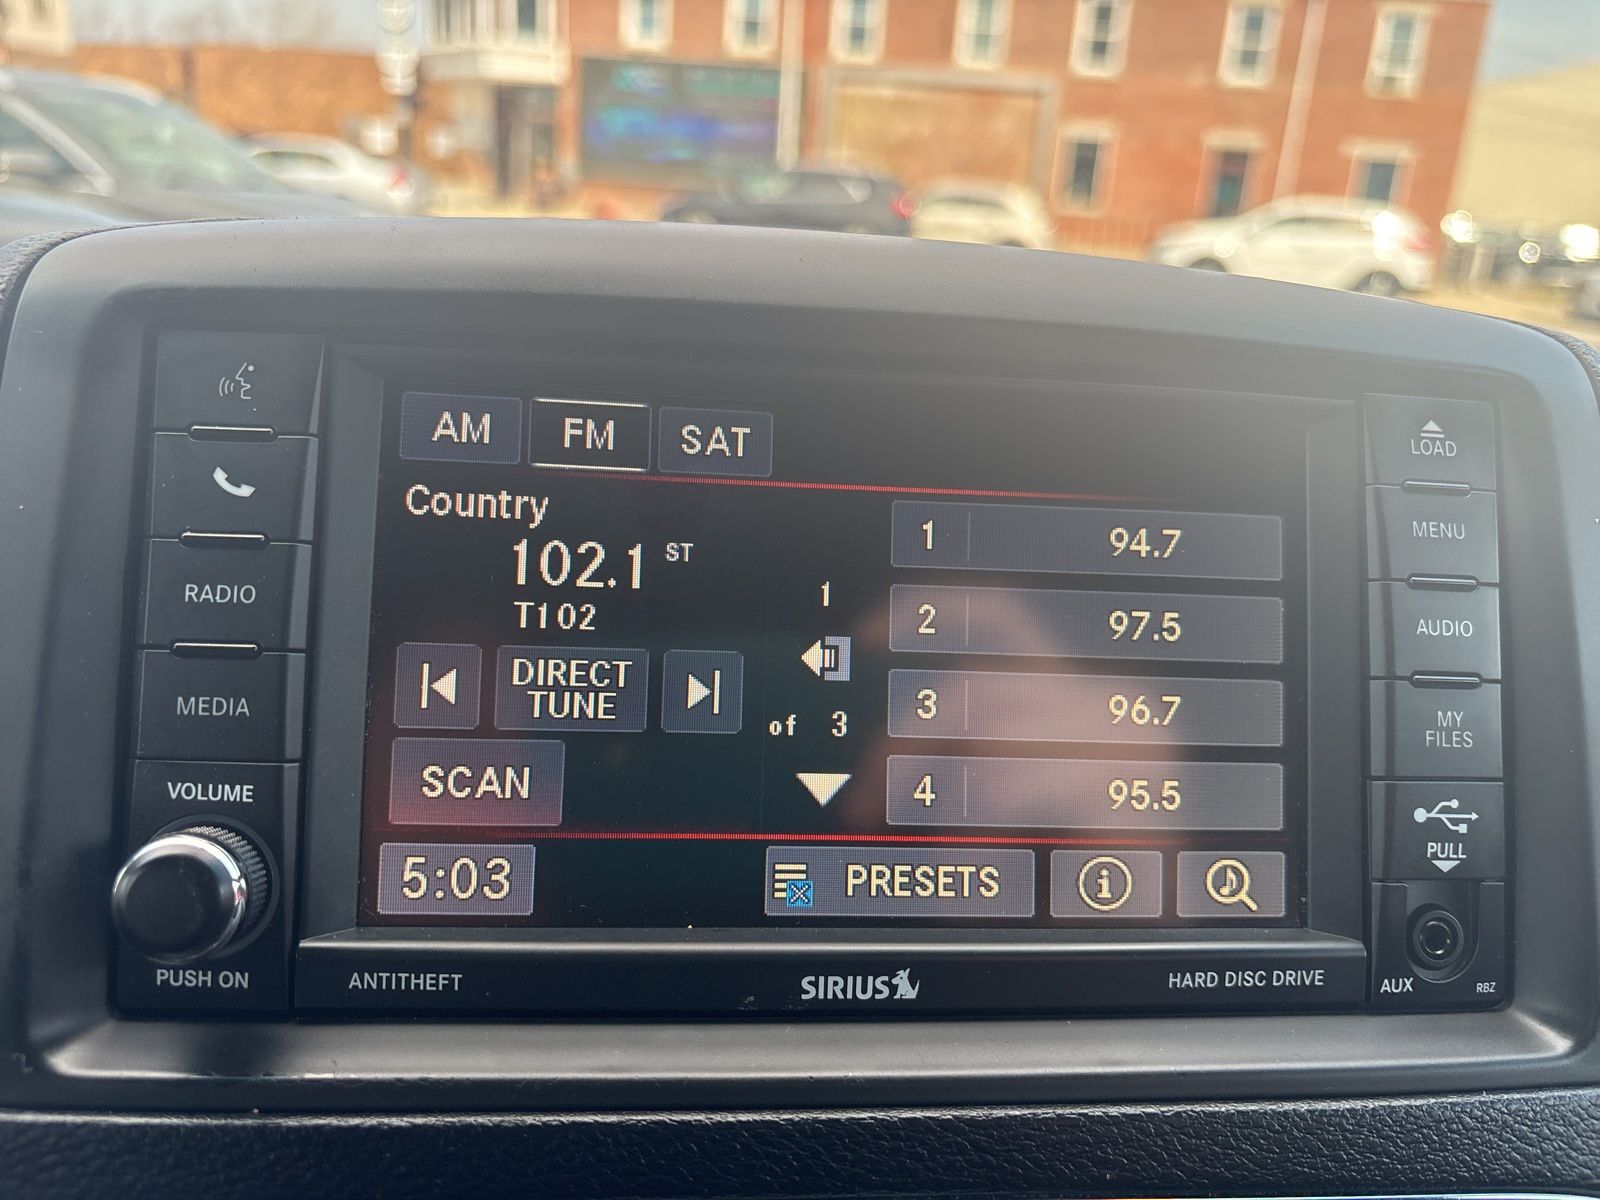 AM FM SAT
Country
102.1 ST
T102
DIRECT
TUNE
SCAN
1
of 3
1 94.7
2 97.5
3 96.7
4 95.5
5:03 PRESETS i
RADIO
MEDIA
VOLUME
PUSH ON
LOAD
MENU
AUDIO
MY
FILES
PULL
AUX RBZ
ANTITHEFT SIRIUS HARD DISC DRIVE